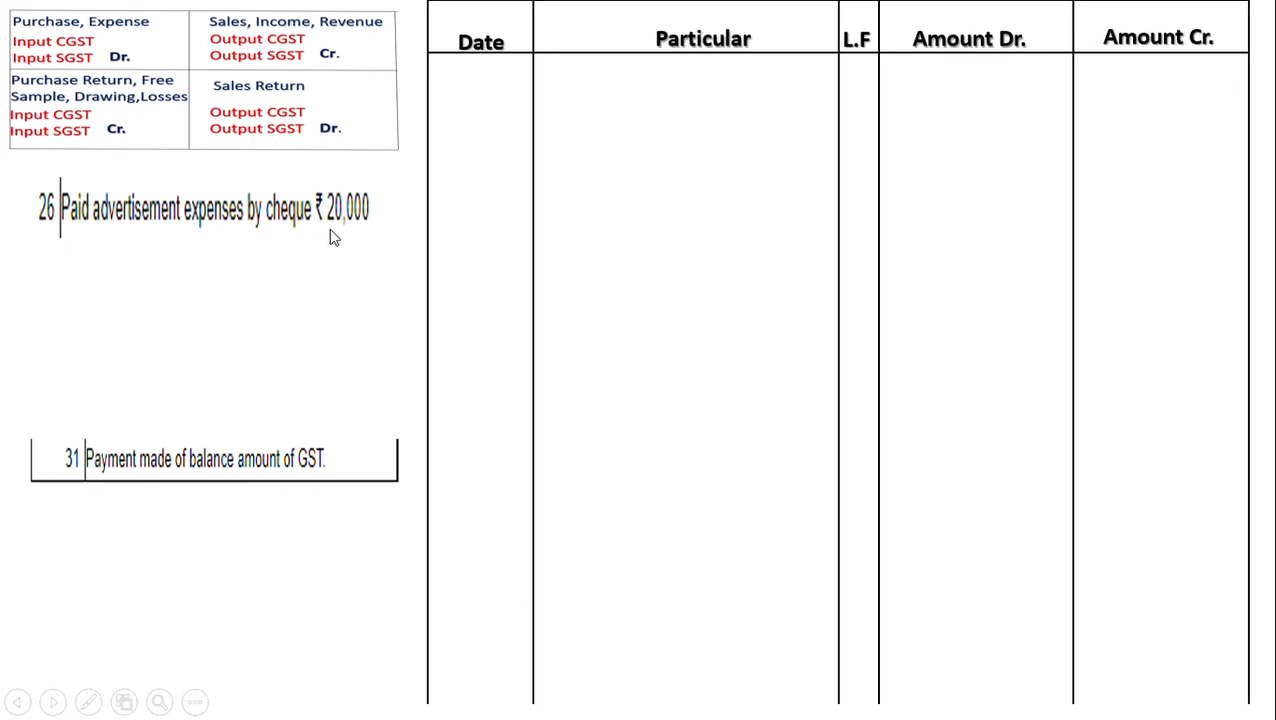 Purchase, Expense
Input CGST
Input SGST Dr.
Sales, Income, Revenue
Output CGST
Output SGST Cr.
Purchase Return, Free
Sample, Drawing,Losses
Input CGST
Input SGST Cr.
Sales Return
Output CGST
Output SGST Dr.
26 Paid advertisement expenses by cheque ₹ 20,000
31 Payment made of balance amount of GST.
Date Particular L.F Amount Dr. Amount Cr.